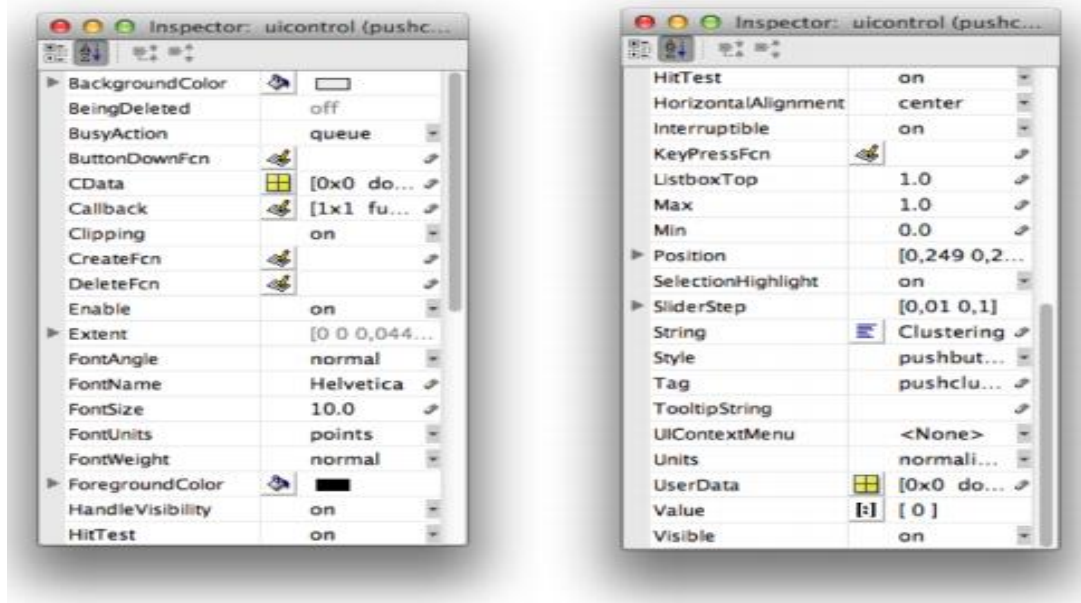 Inspector: uicontrol (pushc...
BackgroundColor
BeingDeleted off
BusyAction queue
ButtonDownFcn
CData [0x0 do...
Callback [1x1 fu...
Clipping on
CreateFcn
DeleteFcn
Enable on
Extent [0 0 0,044...
FontAngle normal
FontName Helvetica
FontSize 10.0
FontUnits points
FontWeight normal
ForegroundColor
HandleVisibility on
HitTest on
Inspector: uicontrol (pushc...
HitTest on
HorizontalAlignment center
Interruptible on
KeyPressFcn
ListboxTop 1.0
Max 1.0
Min 0.0
Position [0,249 0,2...
SelectionHighlight on
SliderStep [0,01 0,1]
String Clustering
Style pushbut...
Tag pushclu...
TooltipString
UIContextMenu <None>
Units normali...
UserData [0x0 do...
Value [ 0 ]
Visible on